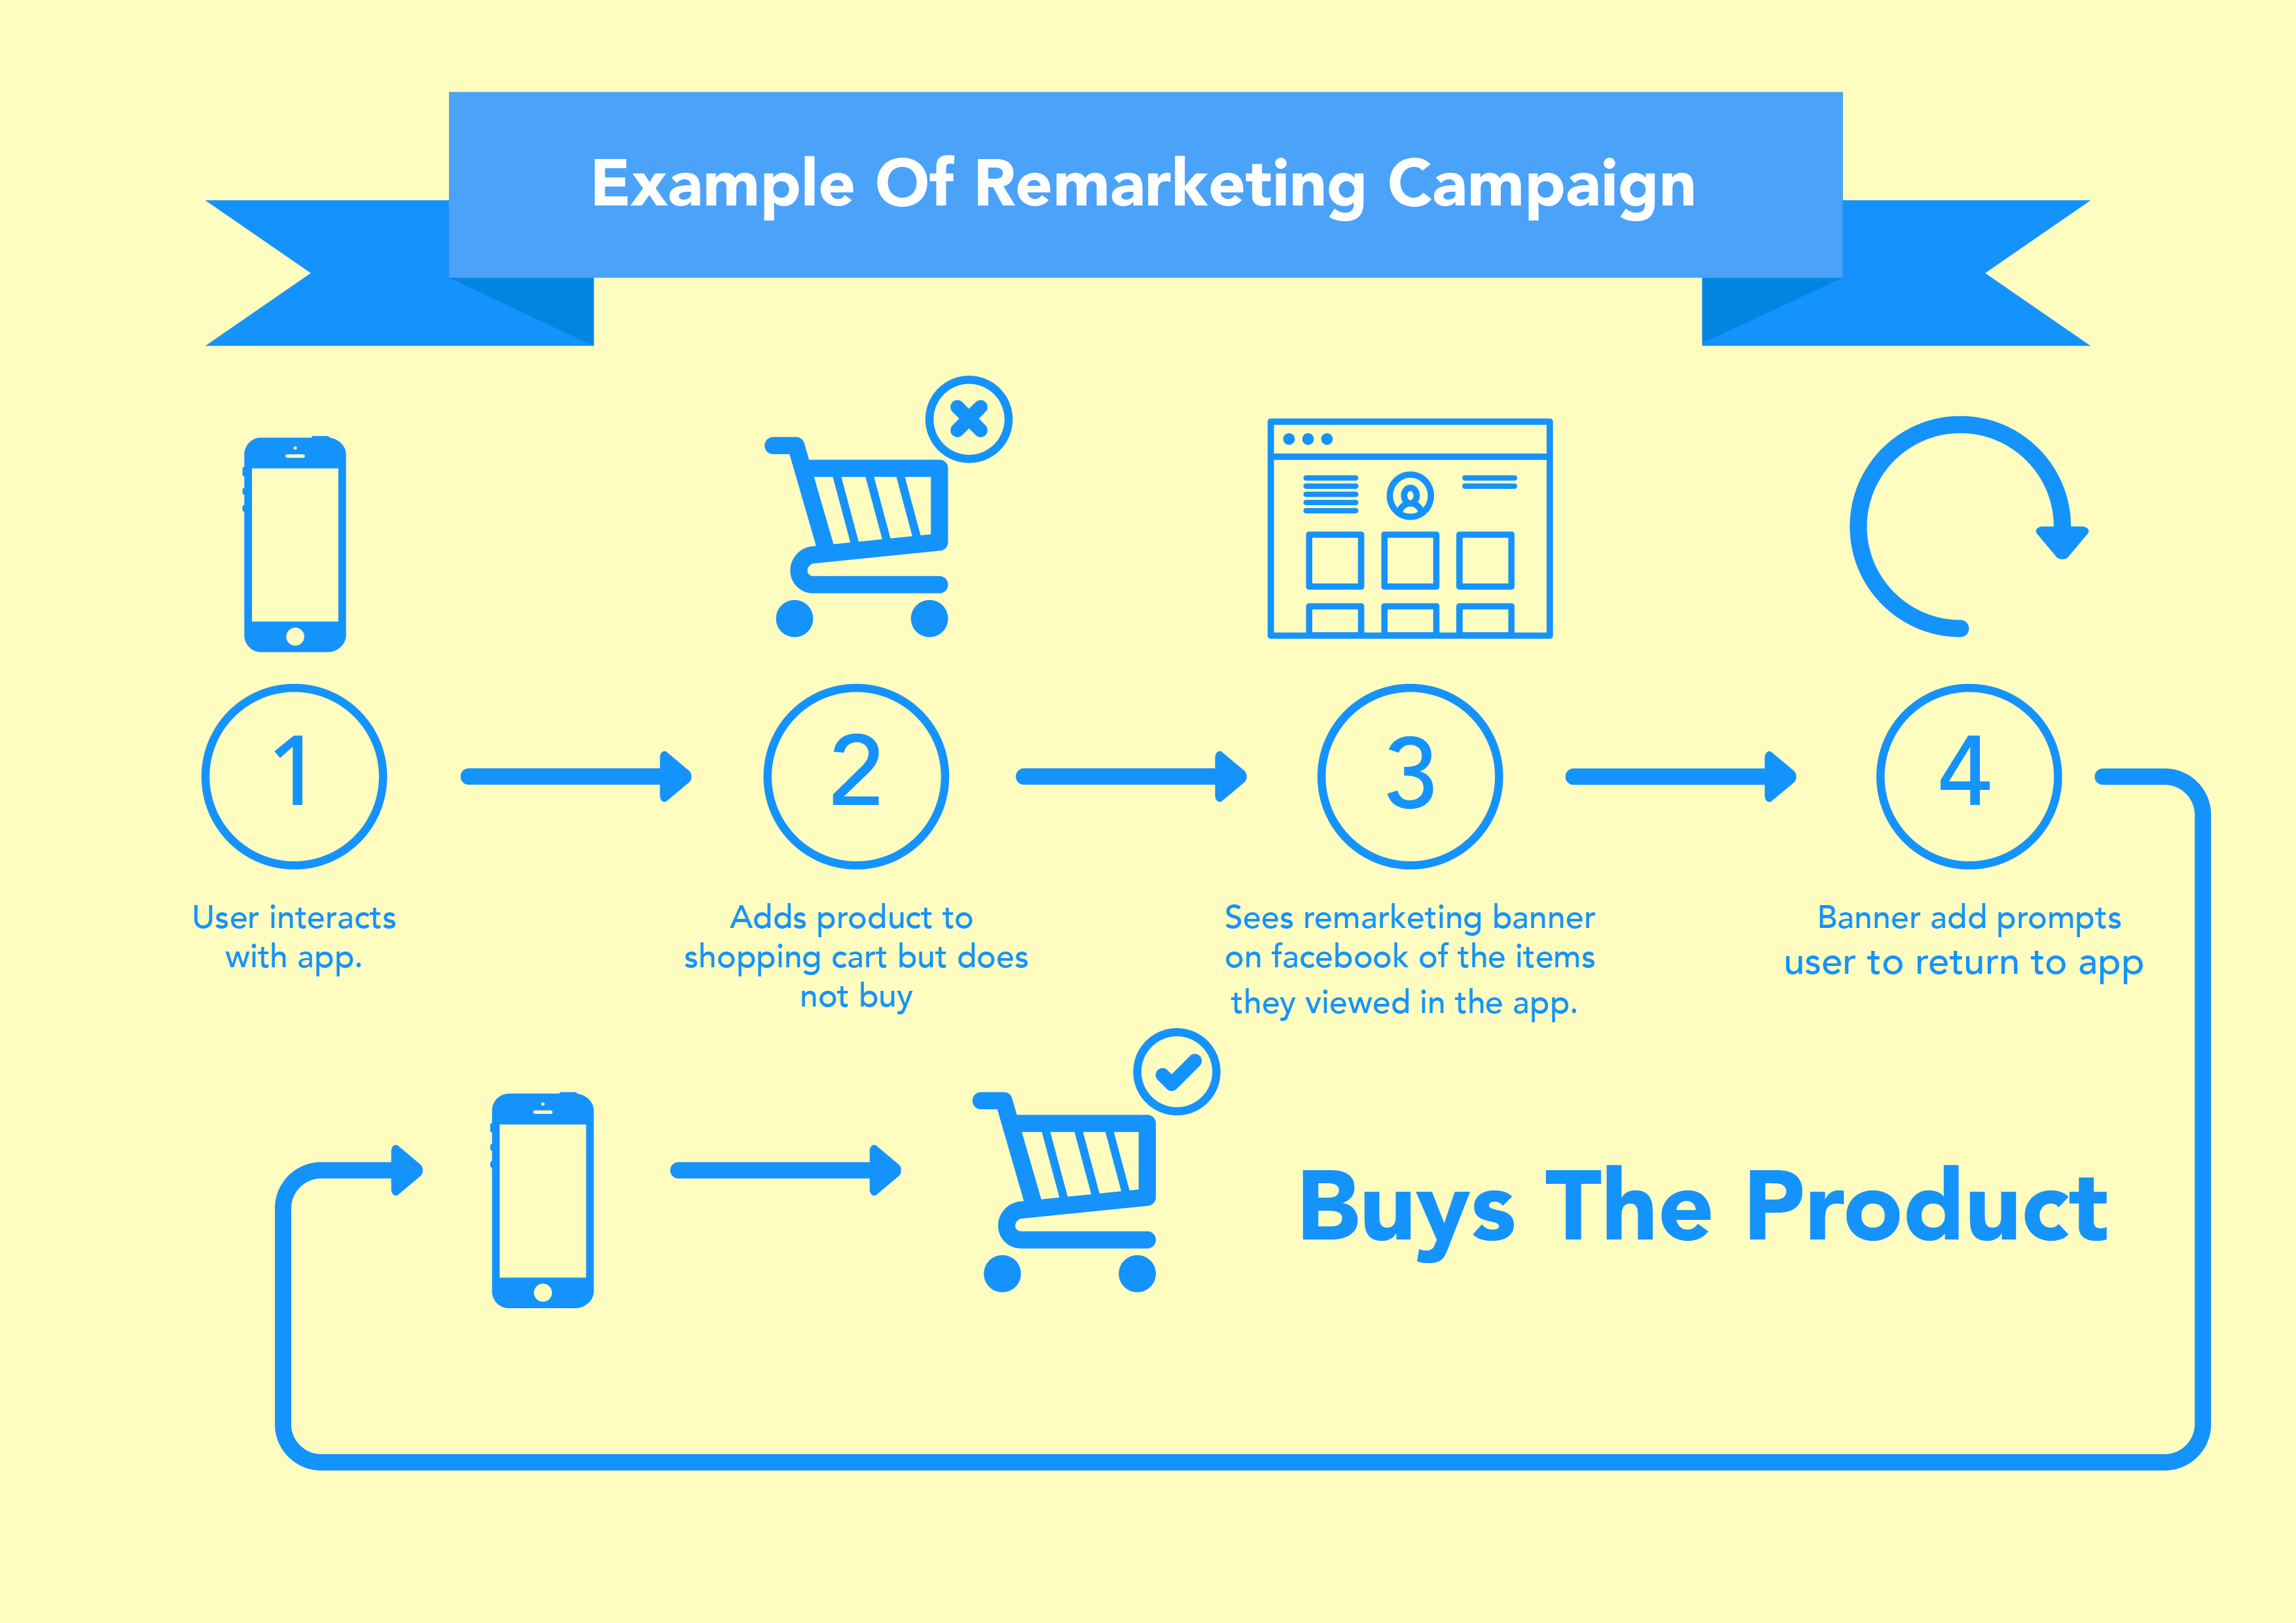 Example Of Remarketing Campaign
1
2
3
4
User interacts
with app.
Adds product to
shopping cart but does
not buy
Sees remarketing banner
on facebook of the items
they viewed in the app.
Banner add prompts
user to return to app
Buys The Product